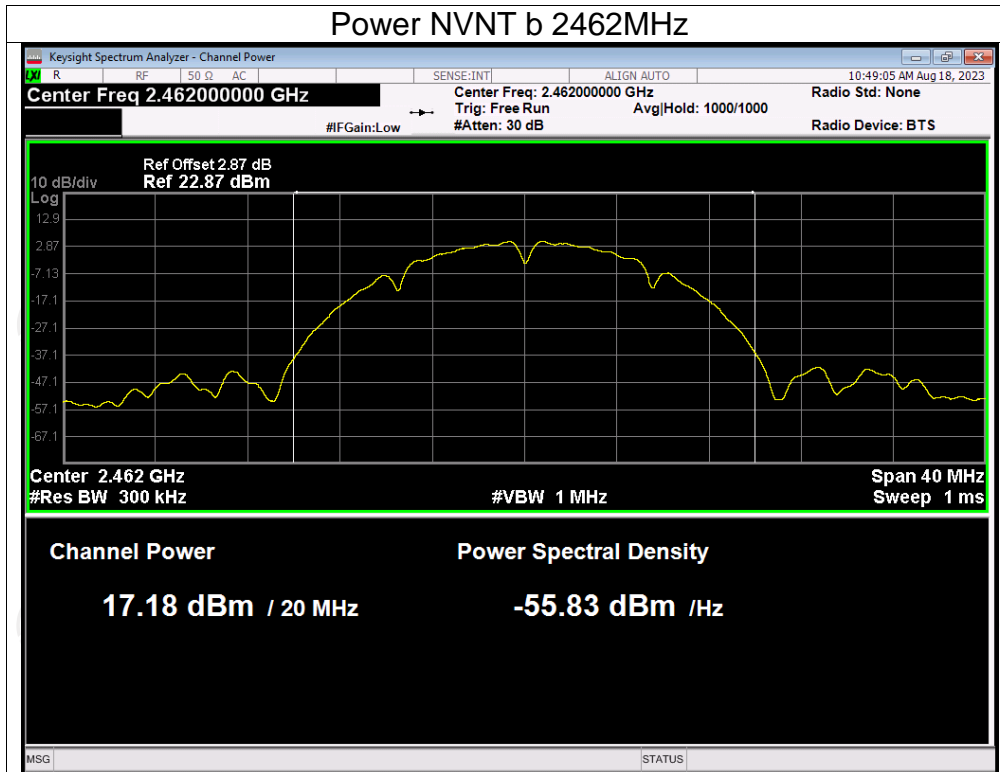 Power NVNT b 2462MHz
Keysight Spectrum Analyzer - Channel Power
LXI R RF 50 Ω AC SENSE:INT ALIGN AUTO 10:49:05 AM Aug 18, 2023
Center Freq 2.462000000 GHz Center Freq: 2.462000000 GHz Radio Std: None
Trig: Free Run Avg|Hold: 1000/1000
#IFGain:Low #Atten: 30 dB Radio Device: BTS
Ref Offset 2.87 dB
10 dB/div Ref 22.87 dBm
Log
12.9
2.87
-7.13
-17.1
-27.1
-37.1
-47.1
-57.1
-67.1
Center 2.462 GHz Span 40 MHz
#Res BW 300 kHz #VBW 1 MHz Sweep 1 ms
Channel Power Power Spectral Density
17.18 dBm / 20 MHz -55.83 dBm /Hz
MSG STATUS